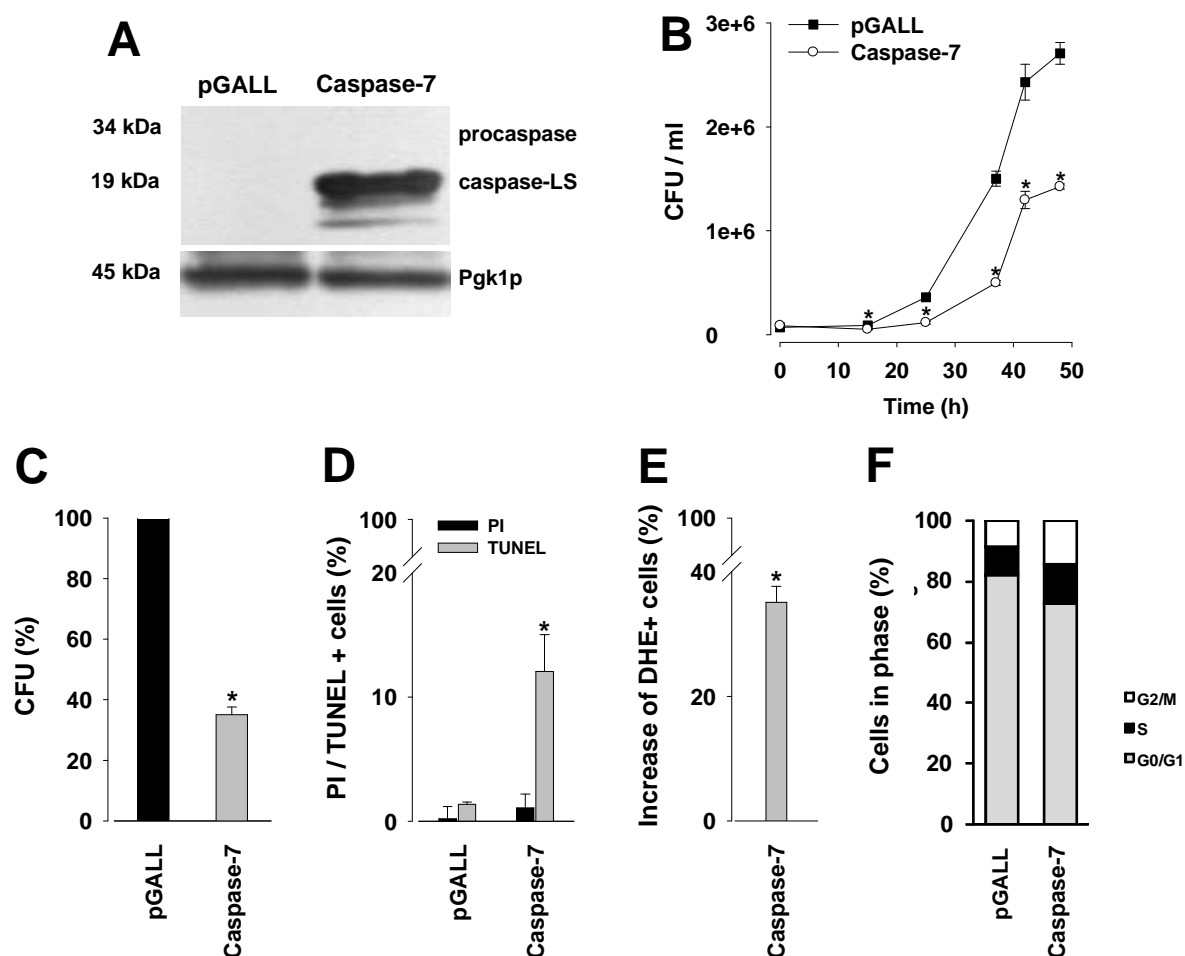 A
pGALL Caspase-7
34 kDa procaspase
19 kDa caspase-LS
45 kDa Pgk1p
B
pGALL
Caspase-7
3e+6
2e+6
1e+6
0
CFU / ml
* * * * *
0 10 20 30 40 50
Time (h)
C
CFU (%)
100
80
60
40
20
0
*
pGALL
Caspase-7
D
PI / TUNEL + cells (%)
100
20
10
0
PI
TUNEL
*
pGALL
Caspase-7
E
Increase of DHE+ cells (%)
100
40
20
0
*
Caspase-7
F
Cells in phase (%)
100
80
60
40
20
0
G2/M
S
G0/G1
pGALL
Caspase-7